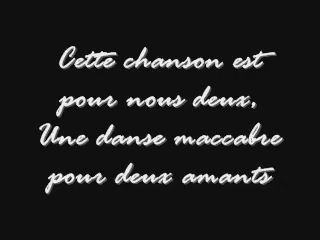 Cette chanson est
pour nous deux,
Une danse maccabre
pour deux amants